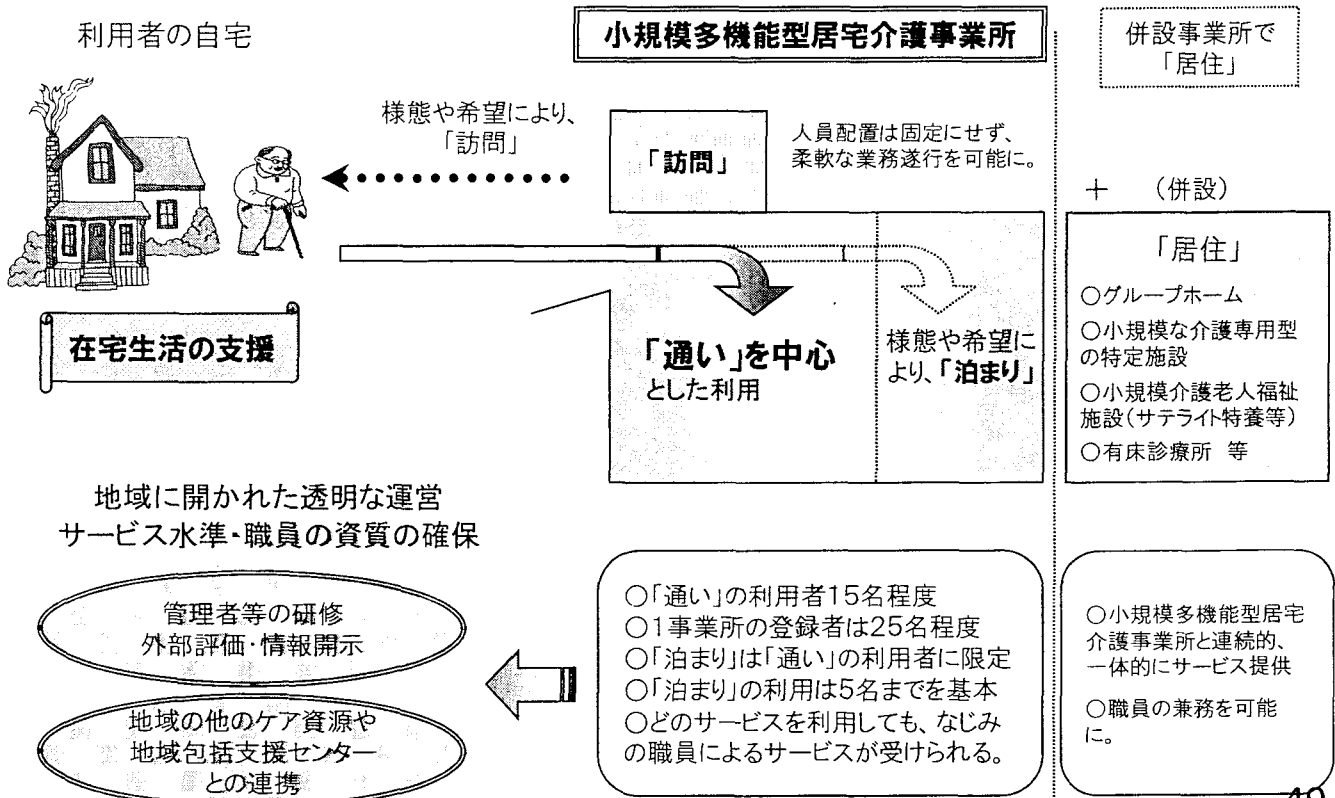 利用者の自宅
小規模多機能型居宅介護事業所
併設事業所で
「居住」
様態や希望により、
「訪問」
「訪問」
人員配置は固定にせず、
柔軟な業務遂行を可能に。
+ (併設)
在宅生活の支援
「通い」を中心
とした利用
様態や希望に
より、「泊まり」
「居住」
○グループホーム
○小規模な介護専用型
の特定施設
○小規模介護老人福祉
施設(サテライト特養等)
○有床診療所 等
地域に開かれた透明な運営
サービス水準・職員の資質の確保
管理者等の研修
外部評価・情報開示
地域の他のケア資源や
地域包括支援センター
との連携
○「通い」の利用者15名程度
○1事業所の登録者は25名程度
○「泊まり」は「通い」の利用者に限定
○「泊まり」の利用は5名までを基本
○どのサービスを利用しても、なじみ
の職員によるサービスが受けられる。
○小規模多機能型居宅
介護事業所と連続的、
一体的にサービス提供
○職員の兼務を可能
に。